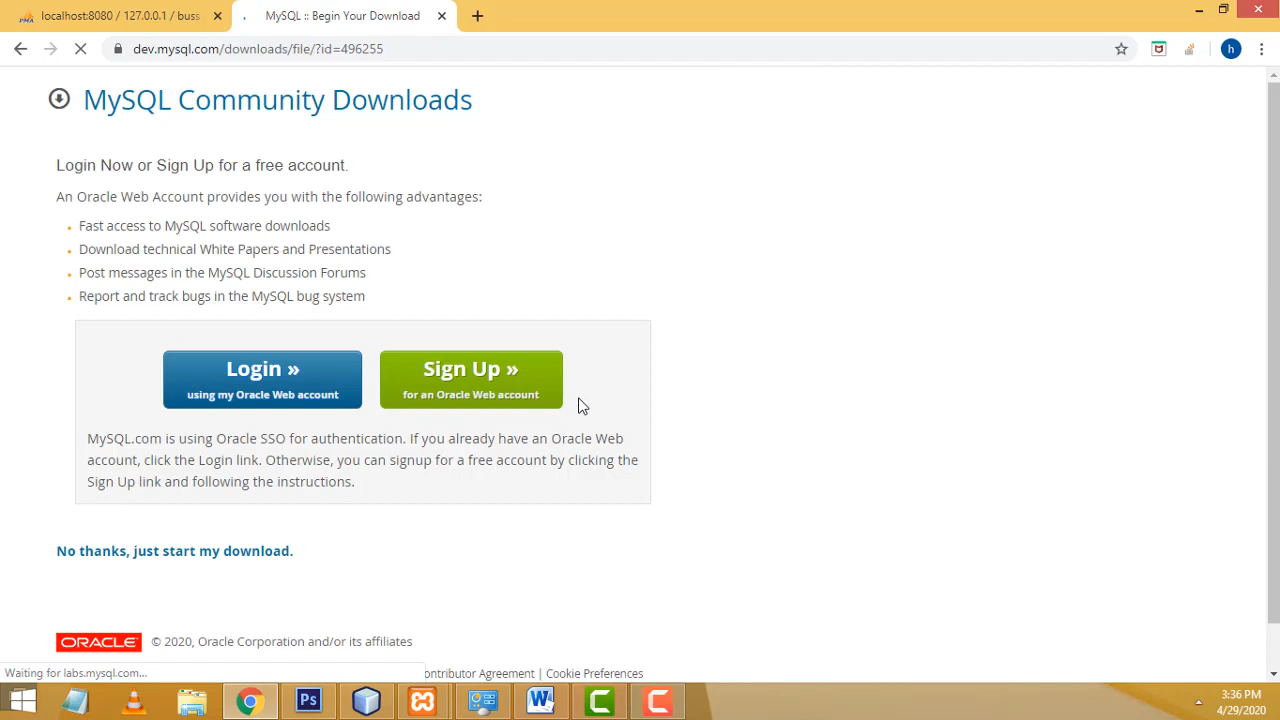 localhost:8080 / 127.0.0.1 / buss
MySQL :: Begin Your Download
dev.mysql.com/downloads/file/?id=496255
h
MySQL Community Downloads
Login Now or Sign Up for a free account.
An Oracle Web Account provides you with the following advantages:
Fast access to MySQL software downloads
Download technical White Papers and Presentations
Post messages in the MySQL Discussion Forums
Report and track bugs in the MySQL bug system
Login »
using my Oracle Web account
Sign Up »
for an Oracle Web account
MySQL.com is using Oracle SSO for authentication. If you already have an Oracle Web
account, click the Login link. Otherwise, you can signup for a free account by clicking the
Sign Up link and following the instructions.
No thanks, just start my download.
ORACLE © 2020, Oracle Corporation and/or its affiliates
Waiting for labs.mysql.com... ontributor Agreement | Cookie Preferences
Ps
W
C
C
3:36 PM
4/29/2020